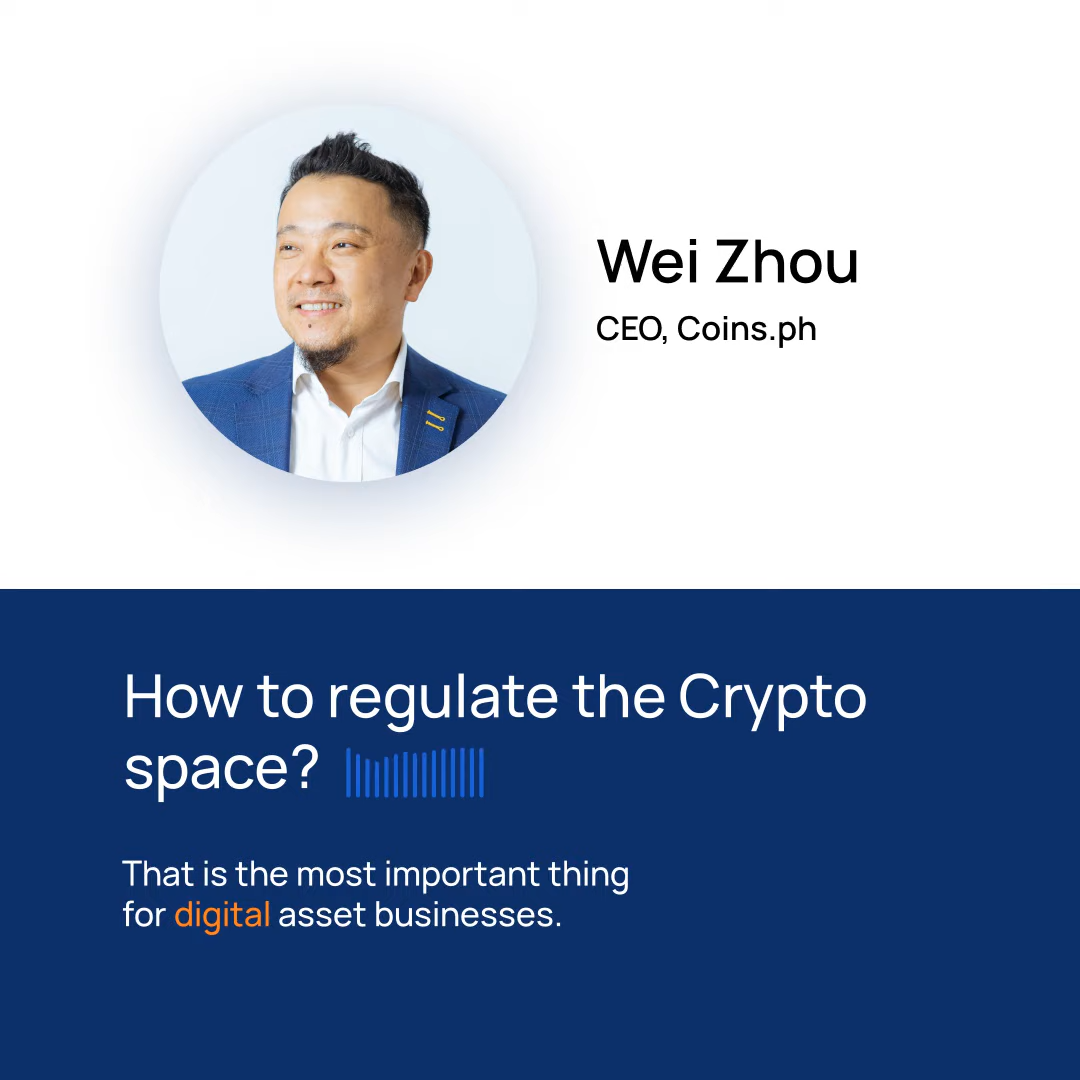 Wei Zhou
CEO, Coins.ph
How to regulate the Crypto
space?
That is the most important thing
for digital asset businesses.